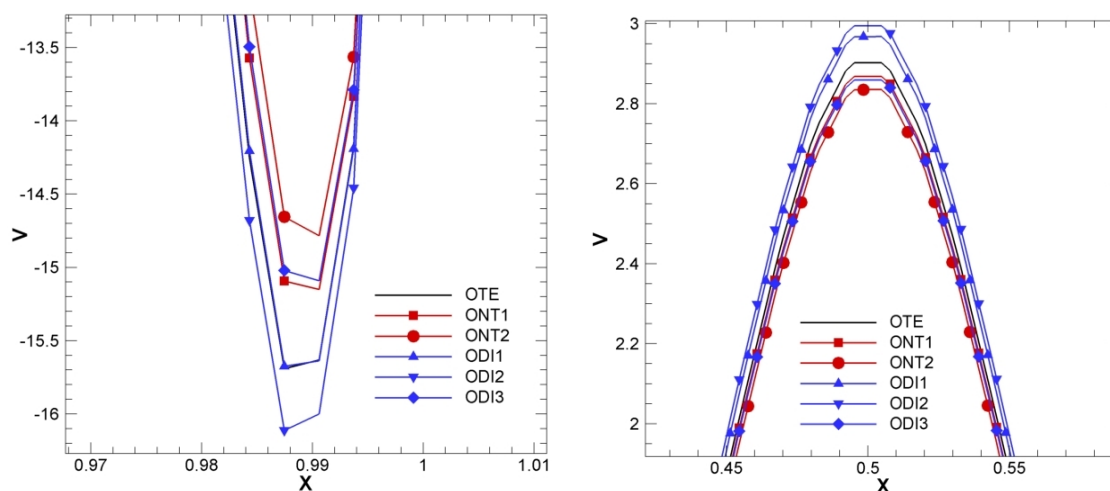 -13.5
-14
-14.5
-15
-15.5
-16
V
0.97
0.98
0.99
1
1.01
X
OTE
ONT1
ONT2
ODI1
ODI2
ODI3
3
2.8
2.6
2.4
2.2
2
V
0.45
0.5
0.55
X
OTE
ONT1
ONT2
ODI1
ODI2
ODI3